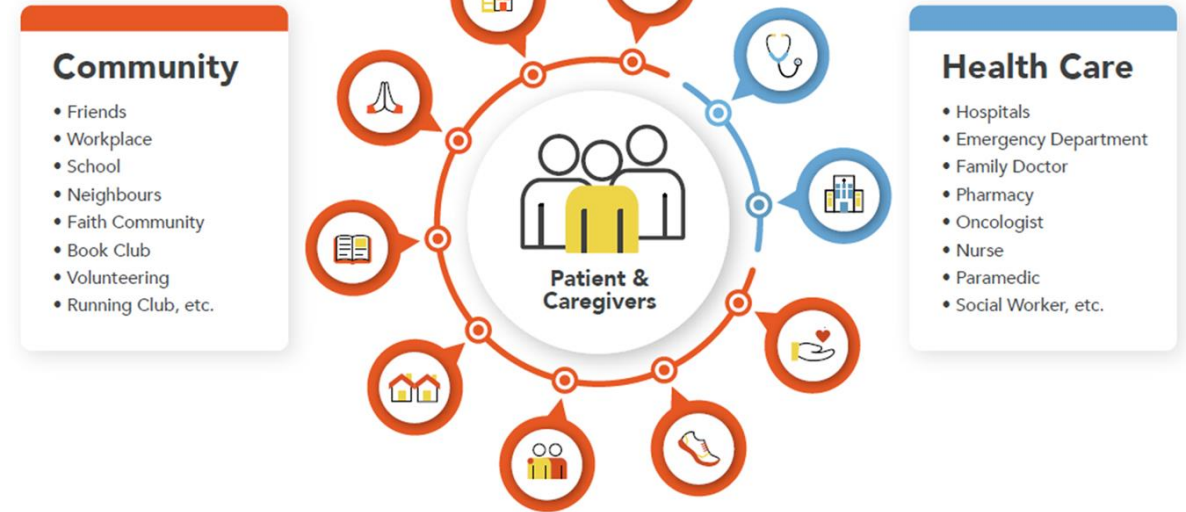 Community
• Friends
• Workplace
• School
• Neighbours
• Faith Community
• Book Club
• Volunteering
• Running Club, etc.
Patient &
Caregivers
Health Care
• Hospitals
• Emergency Department
• Family Doctor
• Pharmacy
• Oncologist
• Nurse
• Paramedic
• Social Worker, etc.